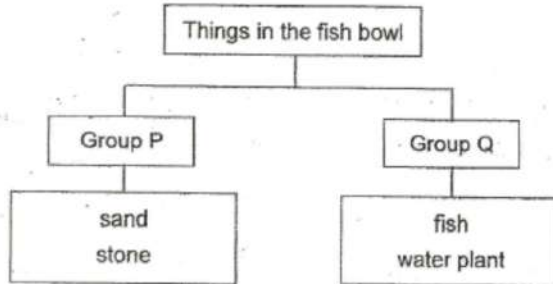 Things in the fish bowl
Group P
Group Q
sand
stone
fish
water plant